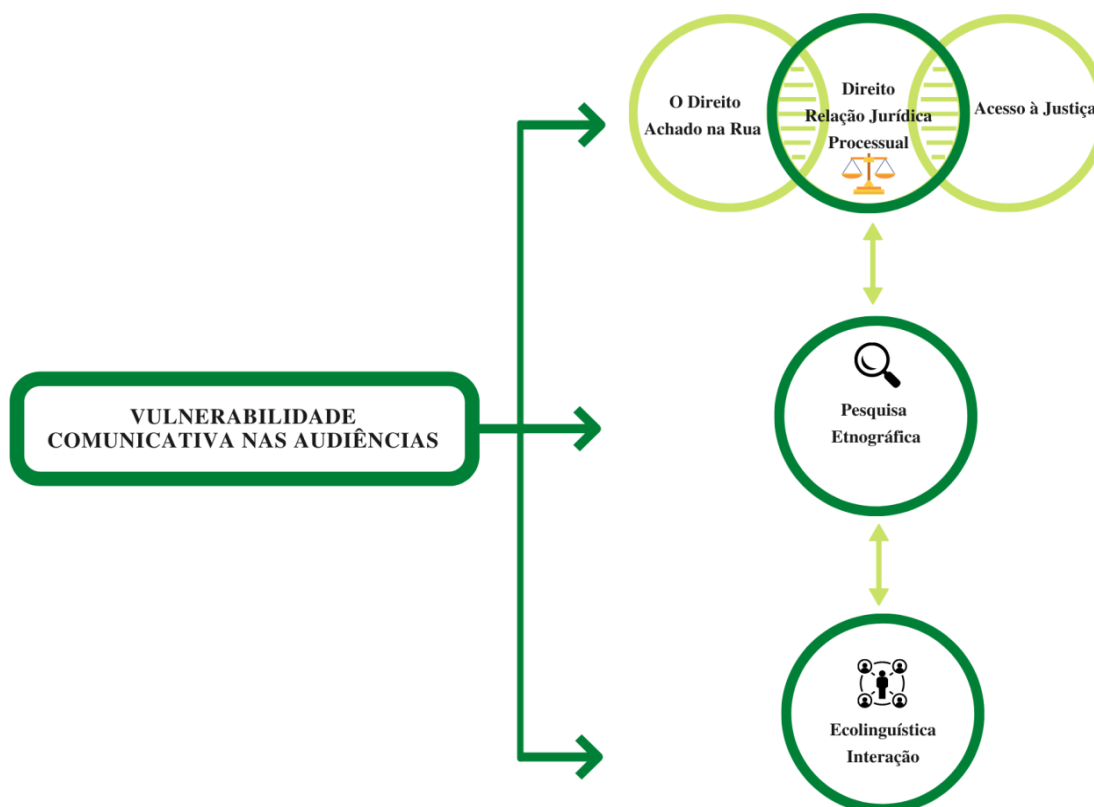 O Direito
Achado na Rua
Direito
Relação Jurídica
Processual
Acesso à Justiça
VULNERABILIDADE
COMUNICATIVA NAS AUDIÊNCIAS
Pesquisa
Etnográfica
Ecolinguística
Interação